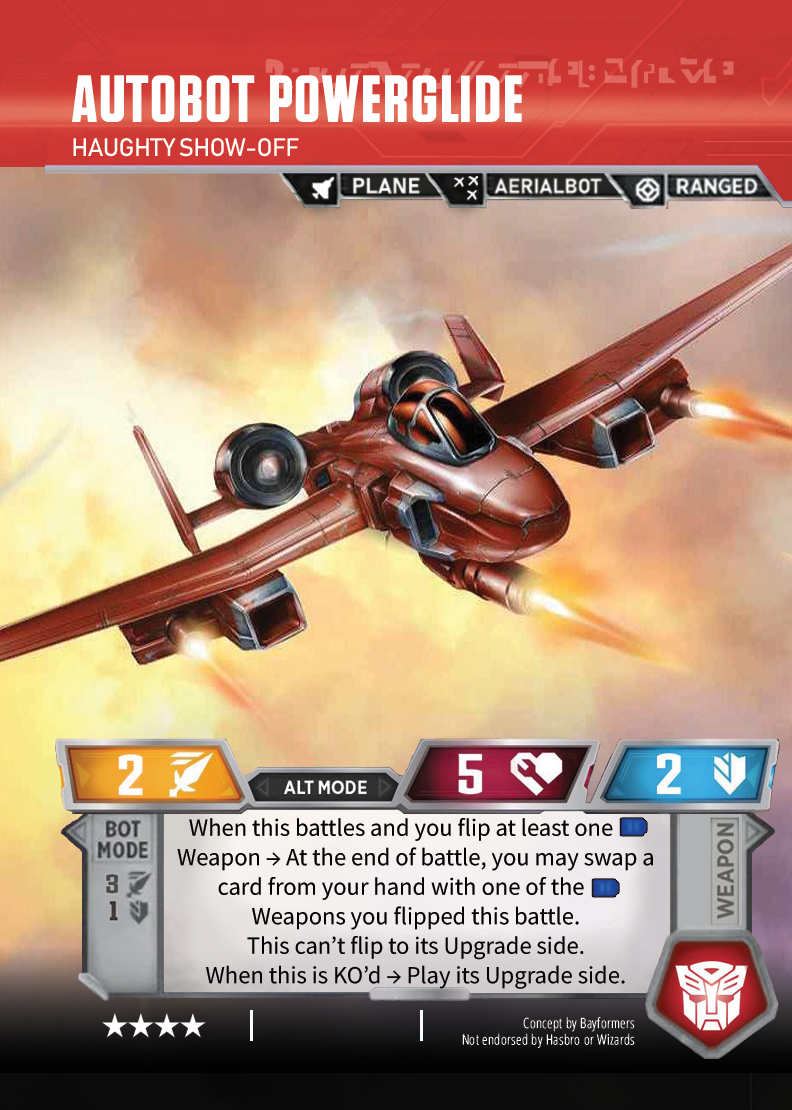 AUTOBOT POWERGLIDE
HAUGHTY SHOW-OFF
PLANE
AERIALBOT
RANGED
2
ALT MODE
5
2
BOT
MODE
3
1
When this battles and you flip at least one
Weapon → At the end of battle, you may swap a
card from your hand with one of the
Weapons you flipped this battle.
This can't flip to its Upgrade side.
When this is KO'd → Play its Upgrade side.
WEAPON
Concept by Bayformers
Not endorsed by Hasbro or Wizards